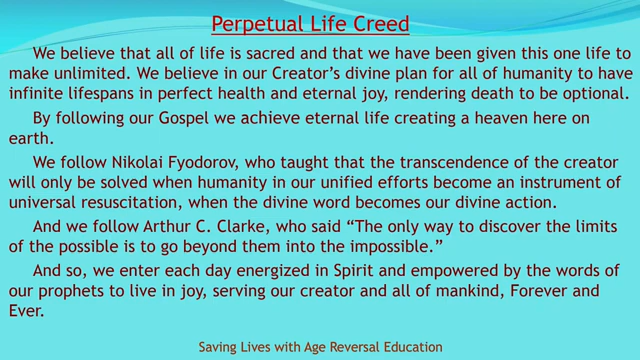 Perpetual Life Creed
We believe that all of life is sacred and that we have been given this one life to
make unlimited. We believe in our Creator's divine plan for all of humanity to have
infinite lifespans in perfect health and eternal joy, rendering death to be optional.
By following our Gospel we achieve eternal life creating a heaven here on
earth.
We follow Nikolai Fyodorov, who taught that the transcendence of the creator
will only be solved when humanity in our unified efforts become an instrument of
universal resuscitation, when the divine word becomes our divine action.
And we follow Arthur C. Clarke, who said “The only way to discover the limits
of the possible is to go beyond them into the impossible.”
And so, we enter each day energized in Spirit and empowered by the words of
our prophets to live in joy, serving our creator and all of mankind, Forever and
Ever.
Saving Lives with Age Reversal Education